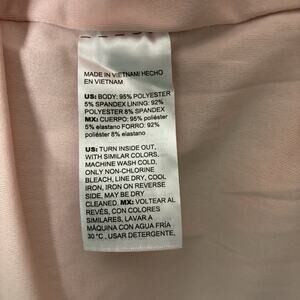 MADE IN VIETNAM/ HECHO
EN VIETNAM
US: BODY: 95% POLYESTER
5% SPANDEX LINING: 92%
POLYESTER 8% SPANDEX
MX: CUERPO: 95% poliéster
5% elastano FORRO: 92%
poliéster 8% elastano
US: TURN INSIDE OUT,
WITH SIMILAR COLORS,
MACHINE WASH COLD,
ONLY NON-CHLORINE
BLEACH, LINE DRY, COOL
IRON, IRON ON REVERSE
SIDE, MAY BE DRY
CLEANED. MX: VOLTEAR AL
REVÉS, CON COLORES
SIMILARES, LAVAR A
MÁQUINA CON AGUA FRÍA
30 °C , USAR DETERGENTE,